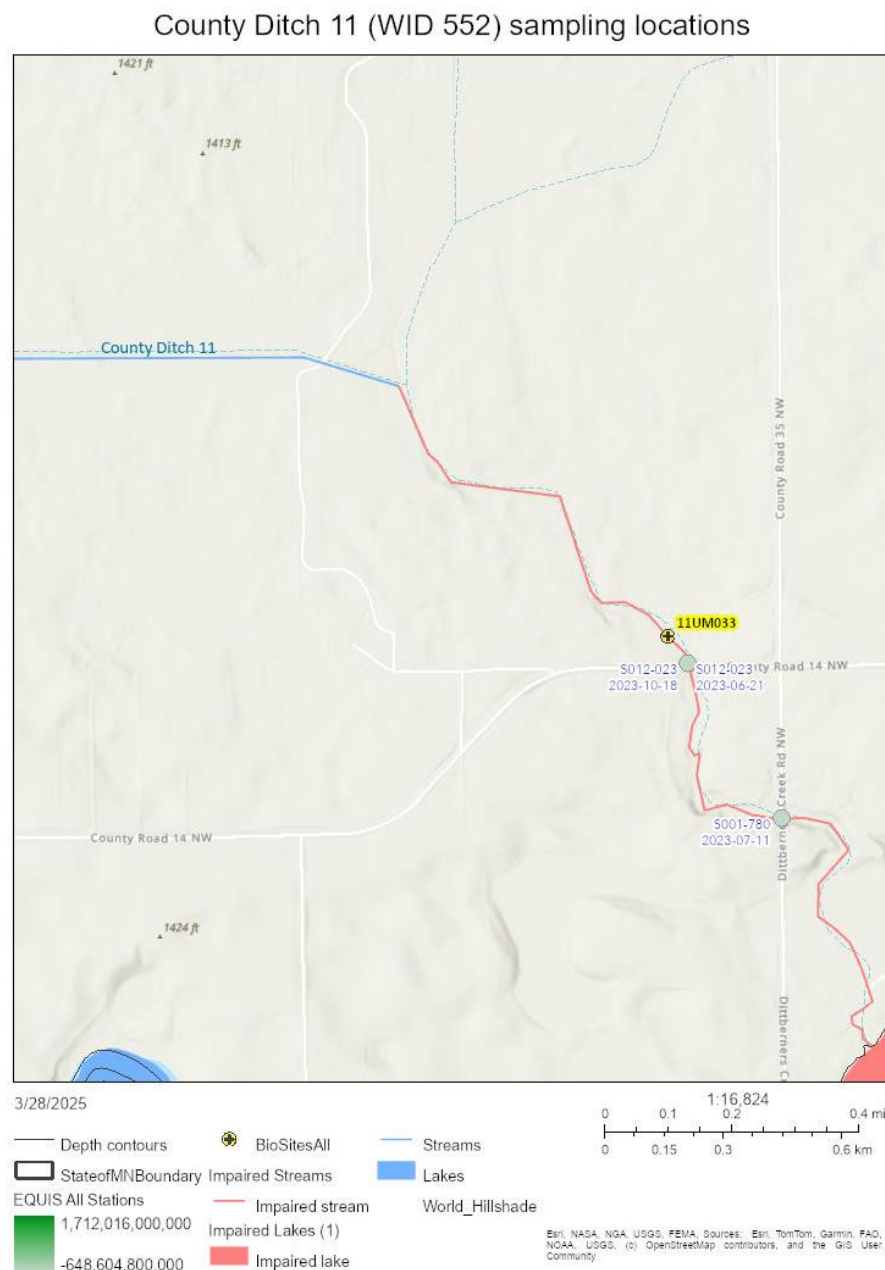 County Ditch 11 (WID 552) sampling locations
1421 ft
1413 ft
County Ditch 11
County Road 35 NW
11UM033
S012-023
2023-10-18
S012-023
2023-06-21
ty Road 14 NW
Creek Rd NW
S001-780
2023-07-11
Dittbern
County Road 14 NW
1424 ft
Dittberners C
3/28/2025
1:16,824
0 0.1 0.2 0.4 mi
0 0.15 0.3 0.6 km
Depth contours
StateofMNBoundary
EQUIS All Stations
1,712,016,000,000
-648,604,800,000
BioSitesAll
Impaired Streams
Impaired stream
Impaired Lakes (1)
Impaired lake
Streams
Lakes
World_Hillshade
Esri, NASA, NGA, USGS, FEMA, Sources: Esri, TomTom, Garmin, FAO,
NOAA, USGS, (c) OpenStreetMap contributors, and the GIS User
Community